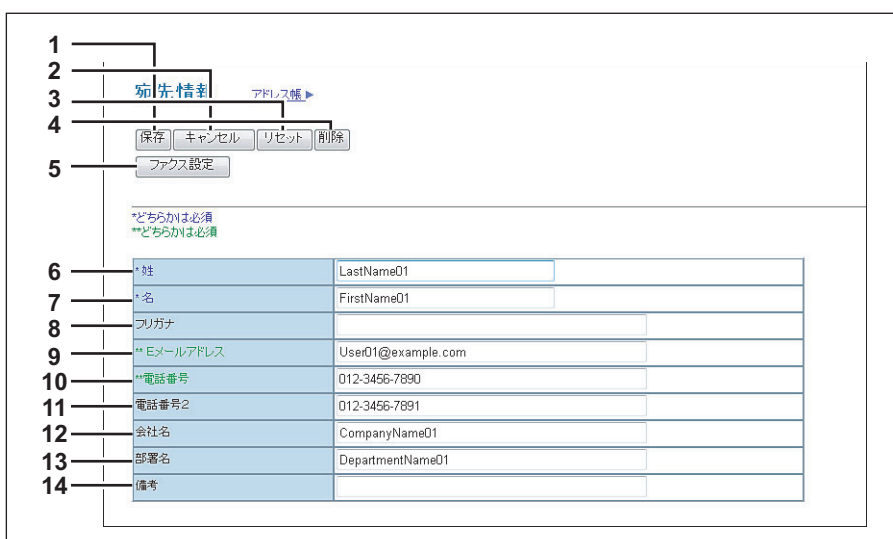 1
2
3
4
5
宛先情報 アドレス帳▶
保存 キャンセル リセット 削除
ファクス設定
*どちらかは必須
**どちらかは必須
6 *姓 LastName01
7 *名 FirstName01
8 フリガナ
9 **Eメールアドレス User01@example.com
10 **電話番号 012-3456-7890
11 電話番号2 012-3456-7891
12 会社名 CompanyName01
13 部署名 DepartmentName01
14 備考